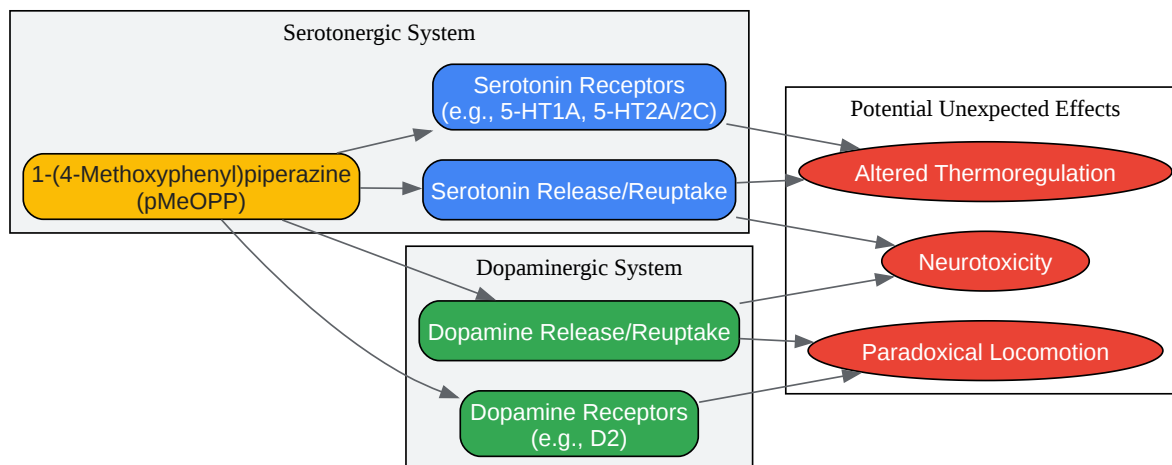 Serotonergic System
Serotonin Receptors
(e.g., 5-HT1A, 5-HT2A/2C)
1-(4-Methoxyphenyl)piperazine
(pMeOPP)
Serotonin Release/Reuptake
Dopaminergic System
Dopamine Release/Reuptake
Dopamine Receptors
(e.g., D2)
Potential Unexpected Effects
Altered Thermoregulation
Neurotoxicity
Paradoxical Locomotion